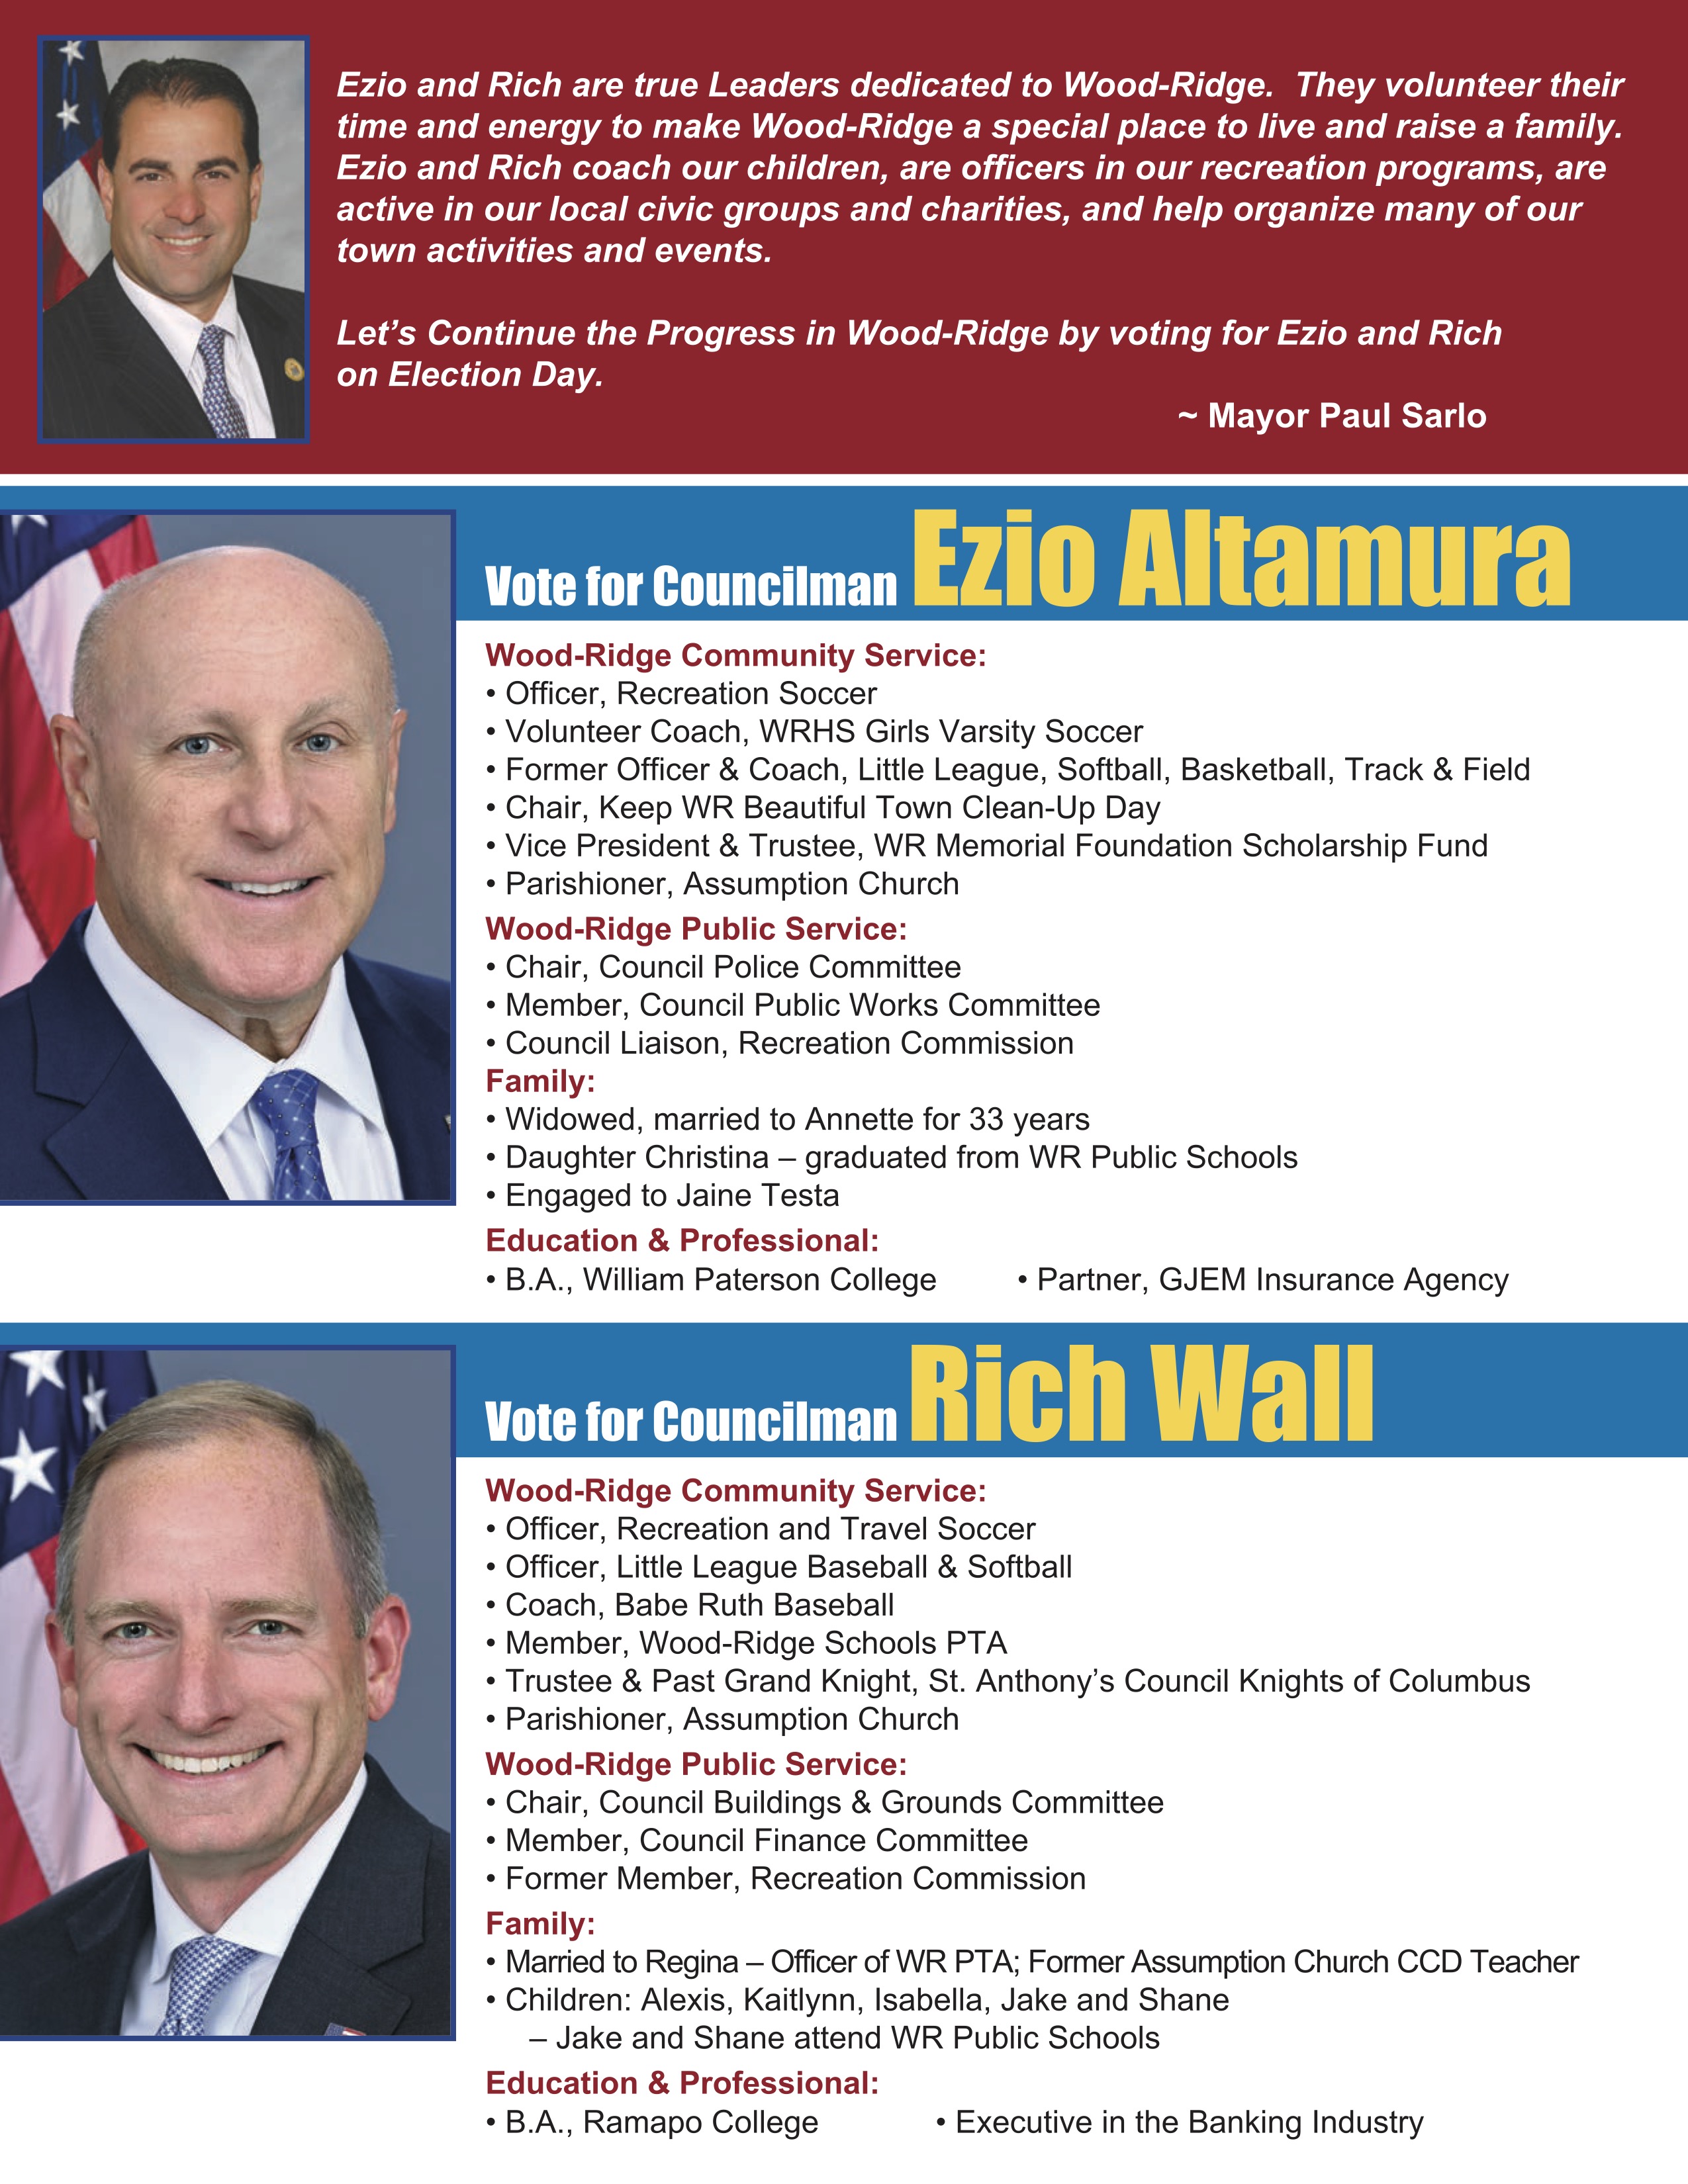 Ezio and Rich are true Leaders dedicated to Wood-Ridge.  They volunteer their
time and energy to make Wood-Ridge a special place to live and raise a family.
Ezio and Rich coach our children, are officers in our recreation programs, are
active in our local civic groups and charities, and help organize many of our
town activities and events.
Let’s Continue the Progress in Wood-Ridge by voting for Ezio and Rich
on Election Day.
~ Mayor Paul Sarlo
Vote for Councilman Ezio Altamura
Wood-Ridge Community Service:
• Officer, Recreation Soccer
• Volunteer Coach, WRHS Girls Varsity Soccer
• Former Officer & Coach, Little League, Softball, Basketball, Track & Field
• Chair, Keep WR Beautiful Town Clean-Up Day
• Vice President & Trustee, WR Memorial Foundation Scholarship Fund
• Parishioner, Assumption Church
Wood-Ridge Public Service:
• Chair, Council Police Committee
• Member, Council Public Works Committee
• Council Liaison, Recreation Commission
Family:
• Widowed, married to Annette for 33 years
• Daughter Christina – graduated from WR Public Schools
• Engaged to Jaine Testa
Education & Professional:
• B.A., William Paterson College • Partner, GJEM Insurance Agency
Vote for Councilman Rich Wall
Wood-Ridge Community Service:
• Officer, Recreation and Travel Soccer
• Officer, Little League Baseball & Softball
• Coach, Babe Ruth Baseball
• Member, Wood-Ridge Schools PTA
• Trustee & Past Grand Knight, St. Anthony’s Council Knights of Columbus
• Parishioner, Assumption Church
Wood-Ridge Public Service:
• Chair, Council Buildings & Grounds Committee
• Member, Council Finance Committee
• Former Member, Recreation Commission
Family:
• Married to Regina – Officer of WR PTA; Former Assumption Church CCD Teacher
• Children: Alexis, Kaitlynn, Isabella, Jake and Shane
– Jake and Shane attend WR Public Schools
Education & Professional:
• B.A., Ramapo College • Executive in the Banking Industry